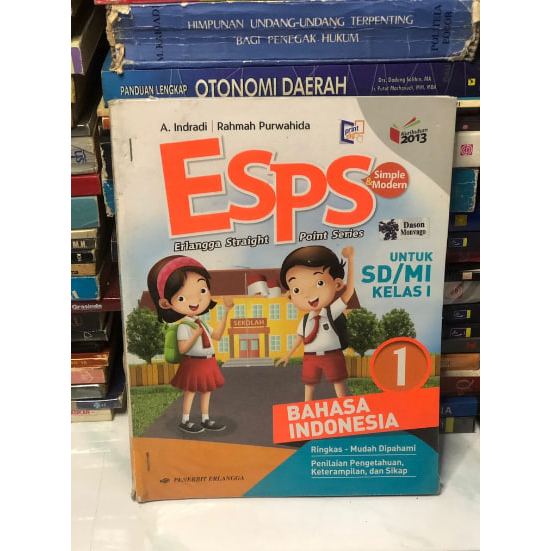 HIMPUNAN UNDANG-UNDANG TERPENTING
BAGI PENEGAK HUKUM
PANDUAN LENGKAP OTONOMI DAERAH
A. Indradi | Rahmah Purwahida
print
Kurikulum
2013
ESPS
Simple
& Modern
Erlangga Straight Point Series
Dason
Monvago
UNTUK
SD/MI
KELAS I
SEKOLAH
1
BAHASA
INDONESIA
Ringkas - Mudah Dipahami
Penilaian Pengetahuan,
Keterampilan, dan Sikap
PENERBIT ERLANGGA